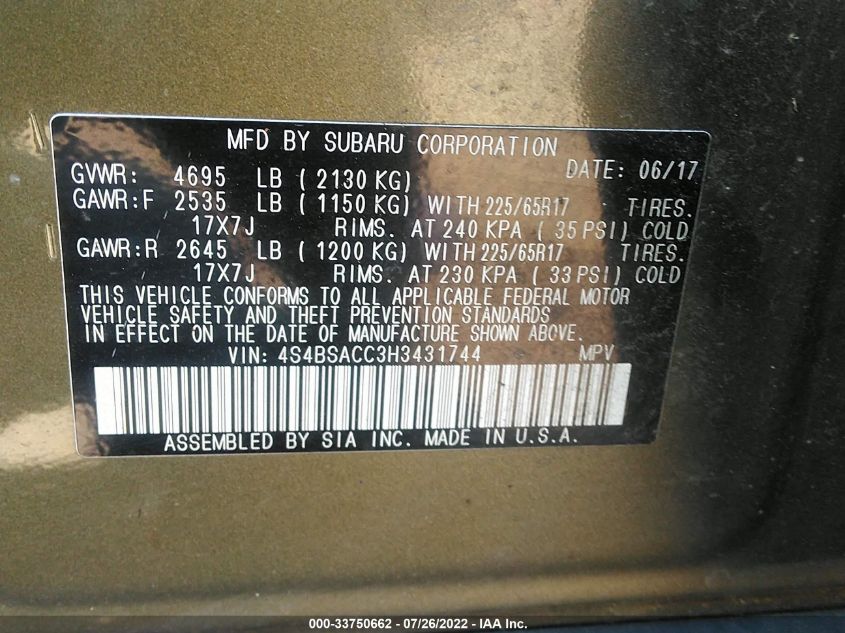 MFD BY SUBARU CORPORATION
GVWR: 4695 LB ( 2130 KG) DATE: 06/17
GAWR:F 2535 LB ( 1150 KG) WITH 225/65R17 TIRES.
17X7J RIMS. AT 240 KPA ( 35 PSI) COLD
GAWR:R 2645 LB ( 1200 KG) WITH 225/65R17 TIRES.
17X7J RIMS. AT 230 KPA ( 33 PSI) COLD
THIS VEHICLE CONFORMS TO ALL APPLICABLE FEDERAL MOTOR
VEHICLE SAFETY AND THEFT PREVENTION STANDARDS
IN EFFECT ON THE DATE OF MANUFACTURE SHOWN ABOVE.
VIN: 4S4BSACC3H3431744 MPV
ASSEMBLED BY SIA INC. MADE IN U.S.A.
000-33750662 - 07/26/2022 - IAA Inc.